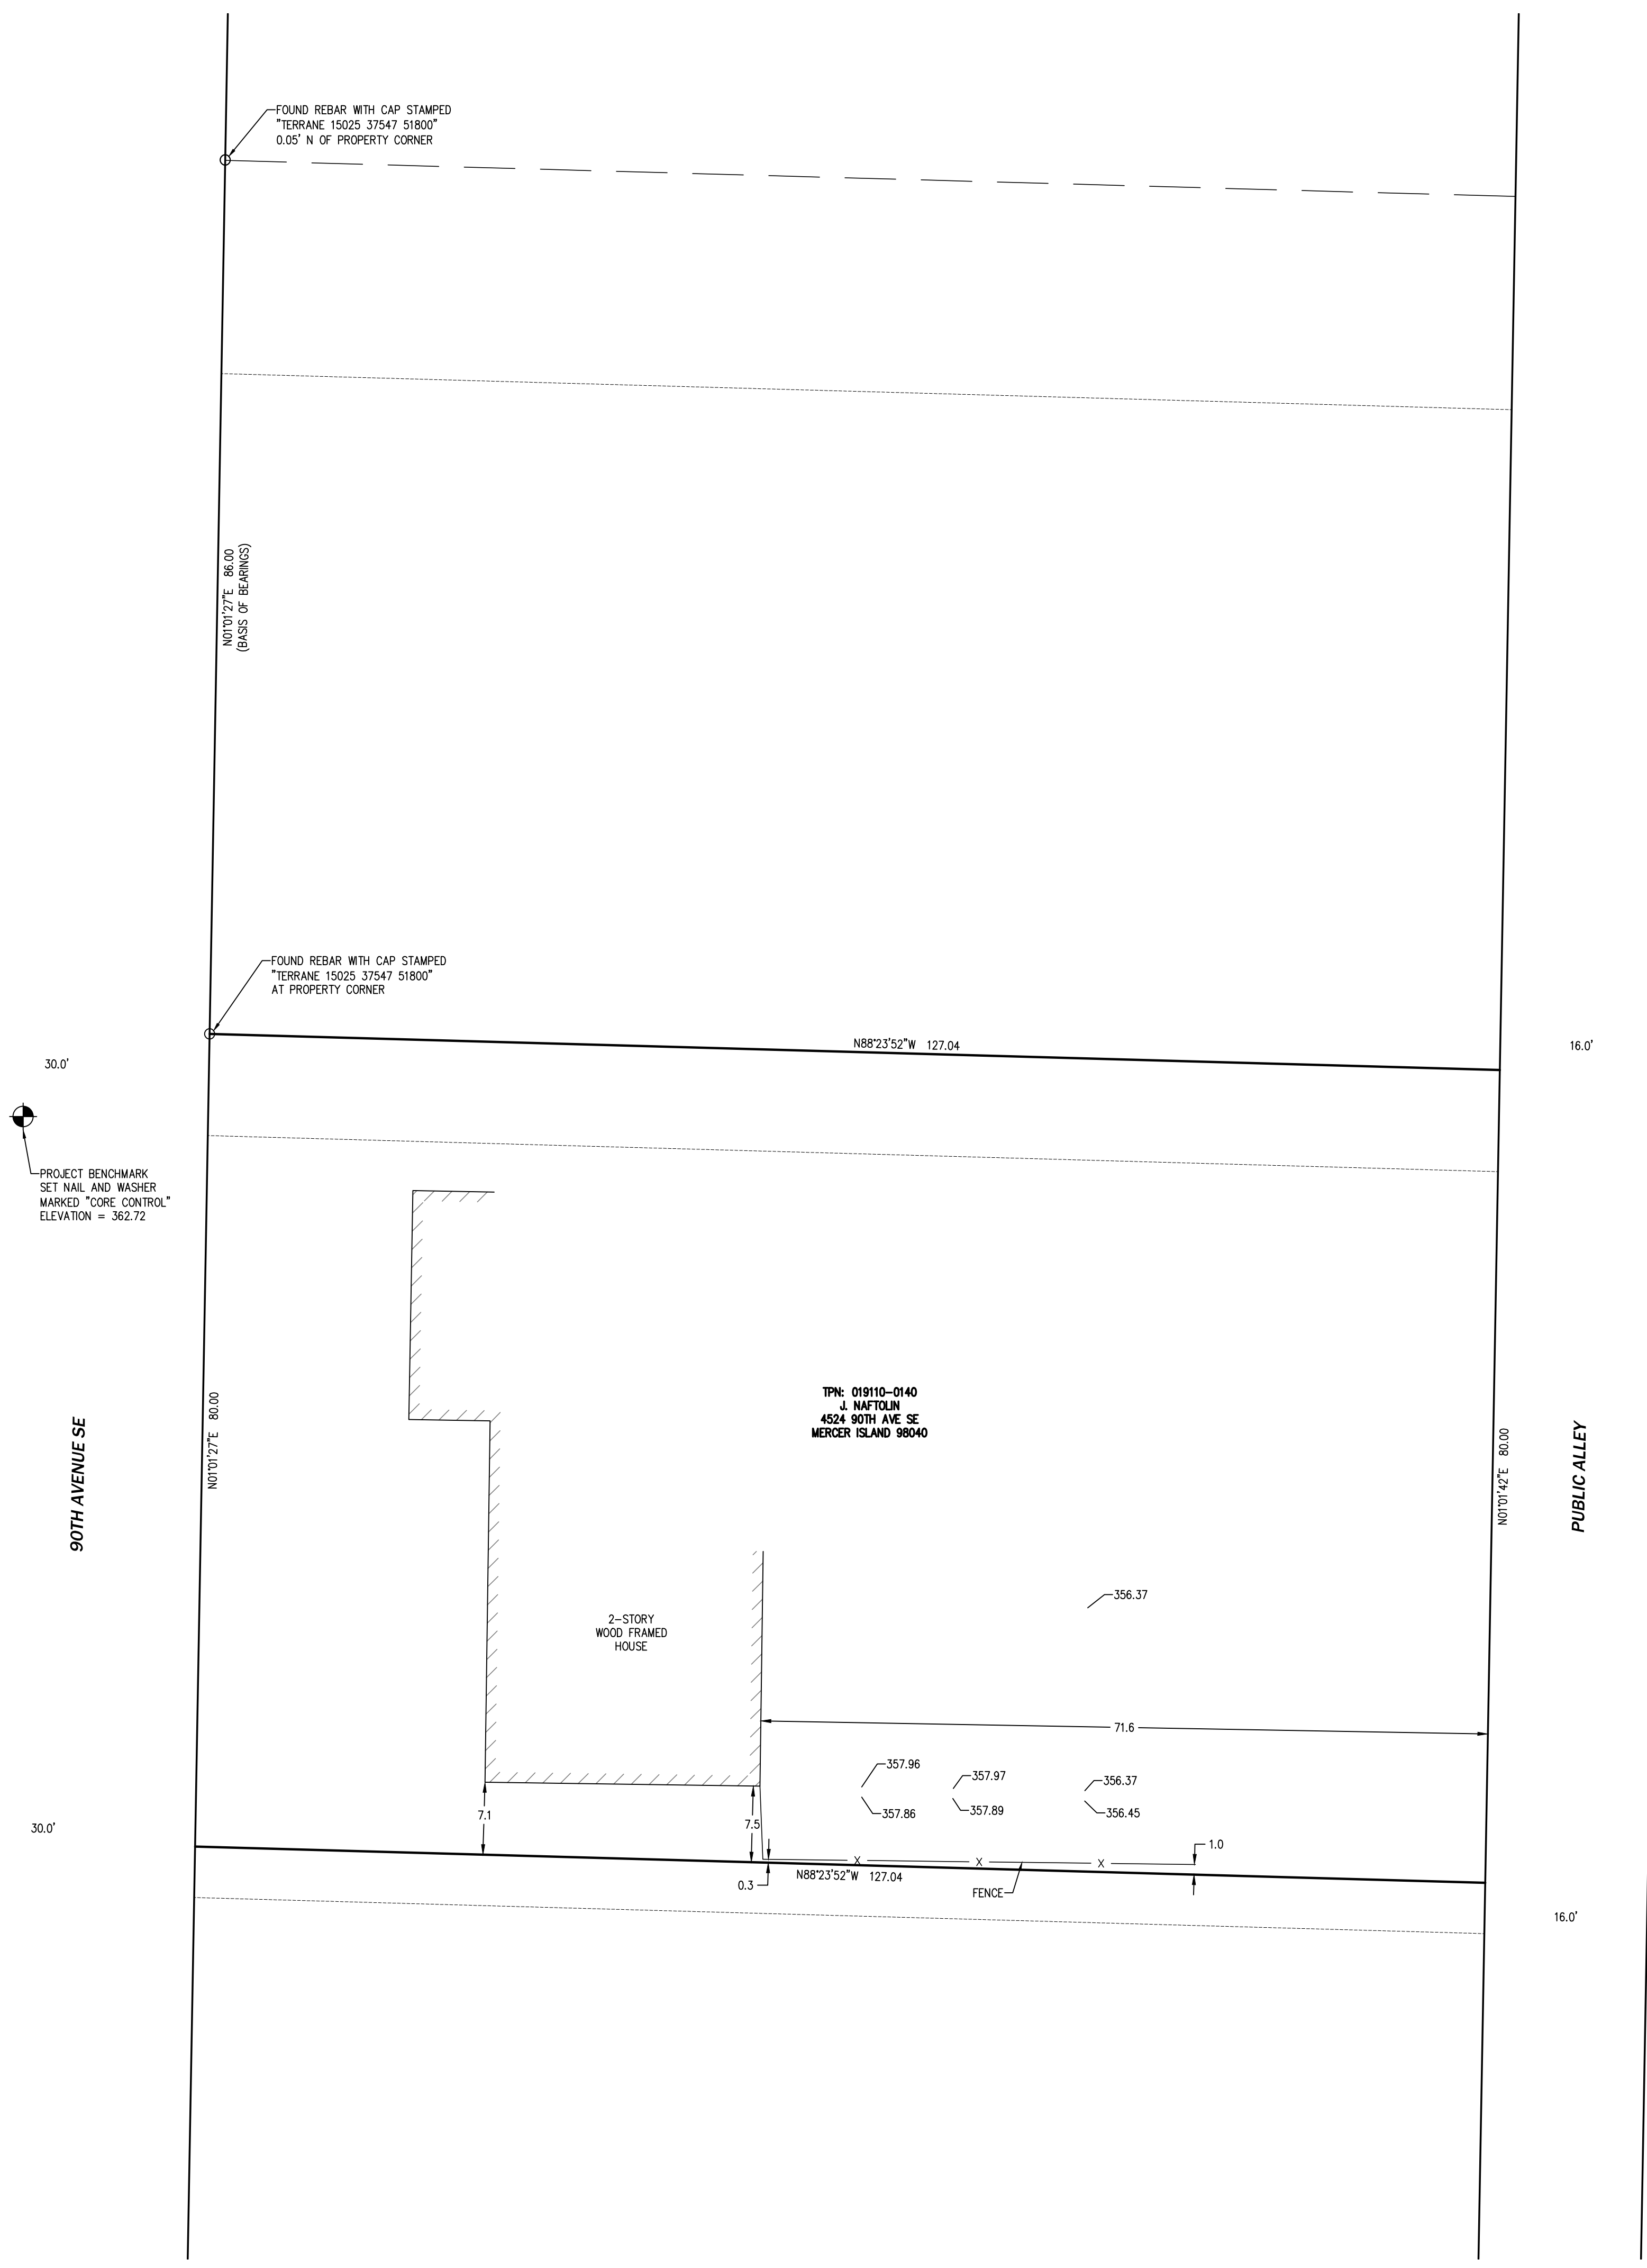 FOUND REBAR WITH CAP STAMPED
"TERRANE 15025 37547 51800"
0.05' N OF PROPERTY CORNER
N01°01'27"E 86.00
(BASIS OF BEARINGS)
FOUND REBAR WITH CAP STAMPED
"TERRANE 15025 37547 51800"
AT PROPERTY CORNER
N88°23'52"W 127.04
30.0'
16.0'
PROJECT BENCHMARK
SET NAIL AND WASHER
MARKED "CORE CONTROL"
ELEVATION = 362.72
TPN: 019110-0140
J. NAFTOLIN
4524 90TH AVE SE
MERCER ISLAND 98040
90TH AVENUE SE
N01°01'27"E 80.00
N01°01'42"E 80.00
PUBLIC ALLEY
356.37
2-STORY
WOOD FRAMED
HOUSE
71.6
357.96
357.97
356.37
357.86
357.89
356.45
7.1
7.5
30.0'
1.0
X X X
N88°23'52"W 127.04
0.3
FENCE
16.0'